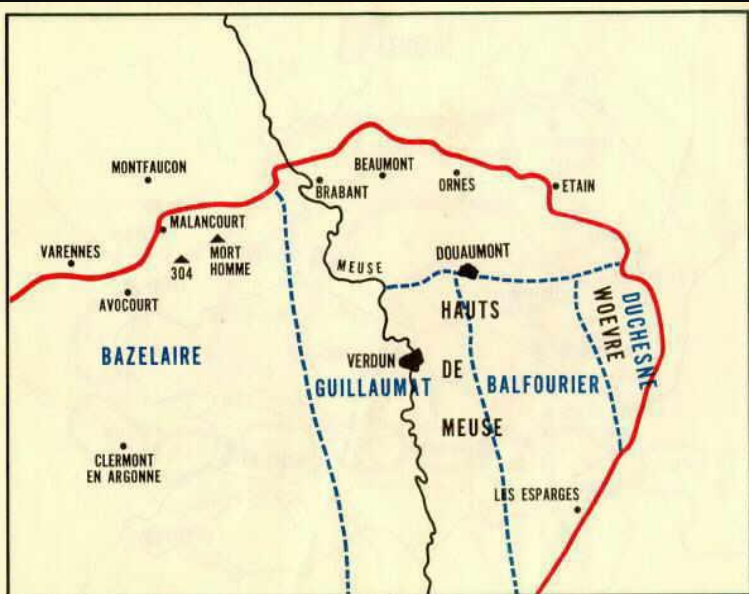 MONTFAUCON
BEAUMONT
BRABANT
ORNES
ETAIN
MALANCOURT
VARENNES
304
MORT
HOMME
MEUSE
DOUAUMONT
AVOCOURT
HAUTS
DE
MEUSE
WOEVRE
DUCHESNE
BAZELAIRE
VERDUN
GUILLAUMAT
BALFOURIER
CLERMONT
EN ARGONNE
LES ESPARGES